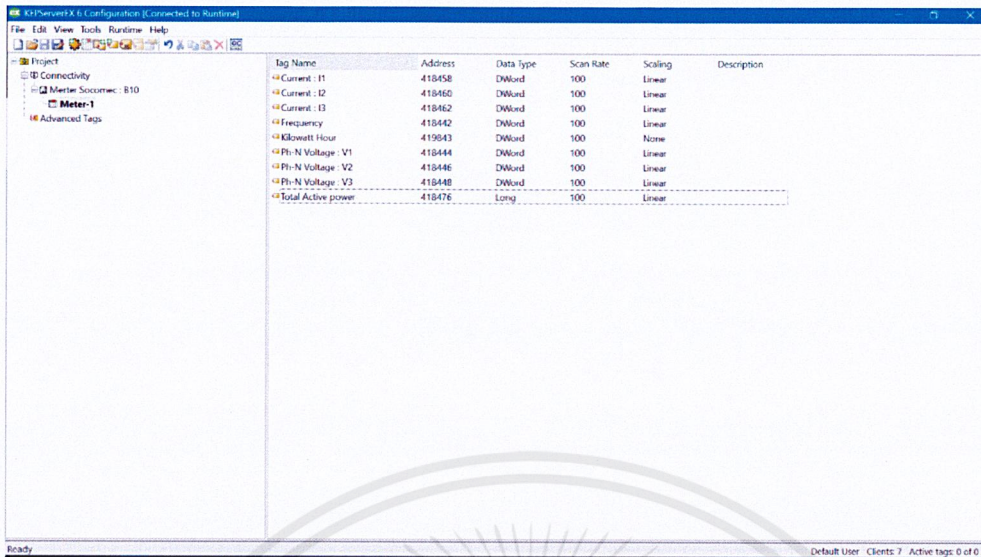 KEPServerEX 6 Configuration [Connected to Runtime]
File Edit View Tools Runtime Help
Project
Connectivity
Merter Socomec : B10
Meter-1
Advanced Tags
Tag Name Address Data Type Scan Rate Scaling Description
Current : I1 418458 DWord 100 Linear
Current : I2 418460 DWord 100 Linear
Current : I3 418462 DWord 100 Linear
Frequency 418442 DWord 100 Linear
Kilowatt Hour 419843 DWord 100 None
Ph-N Voltage : V1 418444 DWord 100 Linear
Ph-N Voltage : V2 418446 DWord 100 Linear
Ph-N Voltage : V3 418448 DWord 100 Linear
Total Active power 418476 Long 100 Linear
Ready Default User Clients: 7 Active tags: 0 of 0